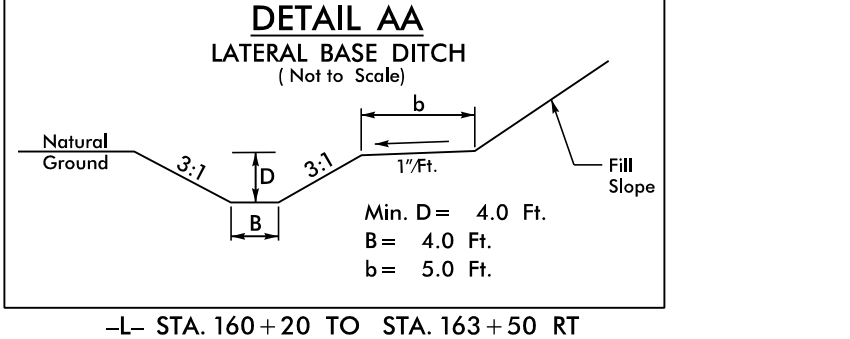 DETAIL AA
LATERAL BASE DITCH
( Not to Scale)
b
Natural
Ground
3:1
D
3:1
1"/Ft.
Fill
Slope
B
Min. D= 4.0 Ft.
B= 4.0 Ft.
b= 5.0 Ft.
–L– STA. 160+20 TO STA. 163+50 RT